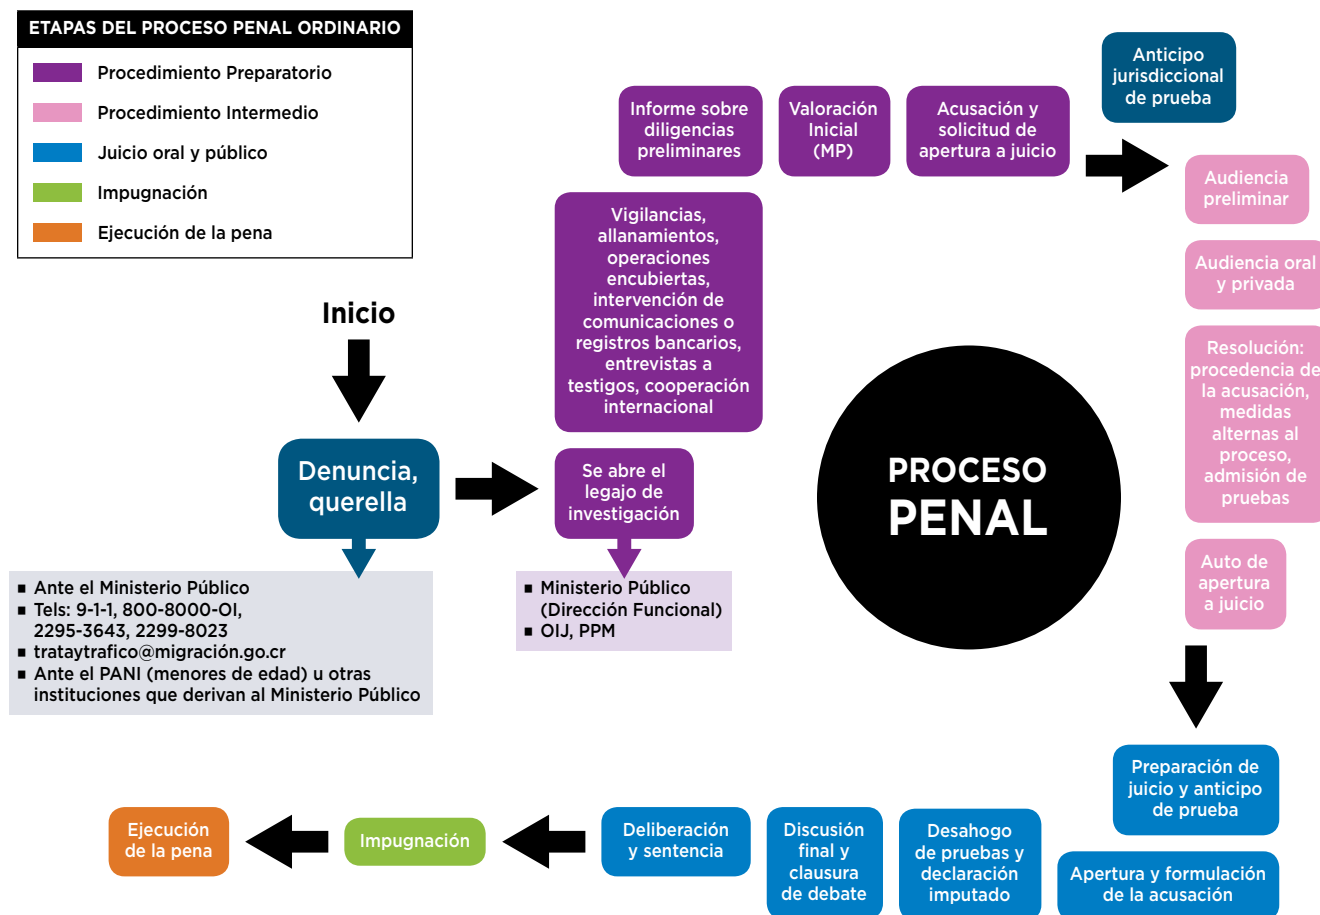 ETAPAS DEL PROCESO PENAL ORDINARIO
Procedimiento Preparatorio
Procedimiento Intermedio
Juicio oral y público
Impugnación
Ejecución de la pena
Inicio
Denuncia,
querella
■ Ante el Ministerio Público
■ Tels: 9-1-1, 800-8000-OI,
2295-3643, 2299-8023
■ trataytrafico@migración.go.cr
■ Ante el PANI (menores de edad) u otras
instituciones que derivan al Ministerio Público
Se abre el
legajo de
investigación
■ Ministerio Público
(Dirección Funcional)
■ OIJ, PPM
Vigilancias,
allanamientos,
operaciones
encubiertas,
intervención de
comunicaciones o
registros bancarios,
entrevistas a
testigos, cooperación
internacional
Informe sobre
diligencias
preliminares
Valoración
Inicial
(MP)
Acusación y
solicitud de
apertura a juicio
Anticipo
jurisdiccional
de prueba
Audiencia
preliminar
Audiencia oral
y privada
Resolución:
procedencia de
la acusación,
medidas
alternas al
proceso,
admisión de
pruebas
Auto de
apertura
a juicio
PROCESO
PENAL
Preparación de
juicio y anticipo
de prueba
Apertura y formulación
de la acusación
Desahogo
de pruebas y
declaración
imputado
Discusión
final y
clausura
de debate
Deliberación
y sentencia
Impugnación
Ejecución
de la pena